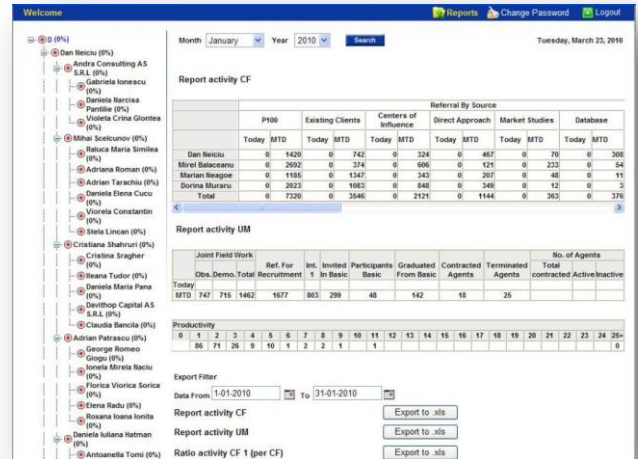 Welcome
Reports Change Password Logout
D (0%)
Dan Neiciu (0%)
Andra Consulting AS
S.R.L (0%)
Gabriela Ionescu
(0%)
Daniela Narcisa
Pantilie (0%)
Violeta Crina Glontea
(0%)
Mihai Scelcunov (0%)
Raluca Maria Similea
(0%)
Adriana Roman (0%)
Adrian Tarachiu (0%)
Daniela Elena Cucu
(0%)
Viorela Constantin
(0%)
Stela Lincan (0%)
Cristiana Shahruri (0%)
Cristina Sragher
(0%)
Ileana Tudor (0%)
Daniela Maria Pana
(0%)
Davithop Capital AS
S.R.L (0%)
Claudia Bancila (0%)
Adrian Patrascu (0%)
George Romeo
Giogu (0%)
Ionela Mirela Naciu
(0%)
Florica Viorica Sorica
(0%)
Elena Radu (0%)
Roxana Ioana Ionita
(0%)
Daniela Iuliana Hatman
(0%)
Antoanella Tomi (0%)
Month January Year 2010 Search Tuesday, March 23, 2010
Report activity CF
Referral By Source
P100 Existing Clients Centers of Influence Direct Approach Market Studies Database
Today MTD Today MTD Today MTD Today MTD Today MTD Today MTD
Dan Neiciu 0 1420 0 742 0 324 0 467 0 70 0 308
Mirel Balaceanu 0 2692 0 374 0 606 0 121 0 233 0 54
Marian Neagoe 0 1185 0 1347 0 343 0 207 0 48 0 11
Dorina Muraru 0 2023 0 1083 0 848 0 349 0 12 0 3
Total 0 7320 0 3546 0 2121 0 1144 0 363 0 376
Report activity UM
Joint Field Work Ref. For Recruitment Int. 1 Invited In Basic Participants Basic Graduated From Basic Contracted Agents Terminated Agents No. of Agents
Obs. Demo. Total Total contracted Active Inactive
Today
MTD 747 715 1462 1677 803 299 48 142 18 25
Productivity
0 1 2 3 4 5 6 7 8 9 10 11 12 13 14 15 16 17 18 19 20 21 22 23 24 25+
86 71 26 9 10 1 2 2 1 1 0
Export Filter
Data From 1-01-2010 To 31-01-2010
Report activity CF Export to .xls
Report activity UM Export to .xls
Ratio activity CF 1 (per CF) Export to .xls